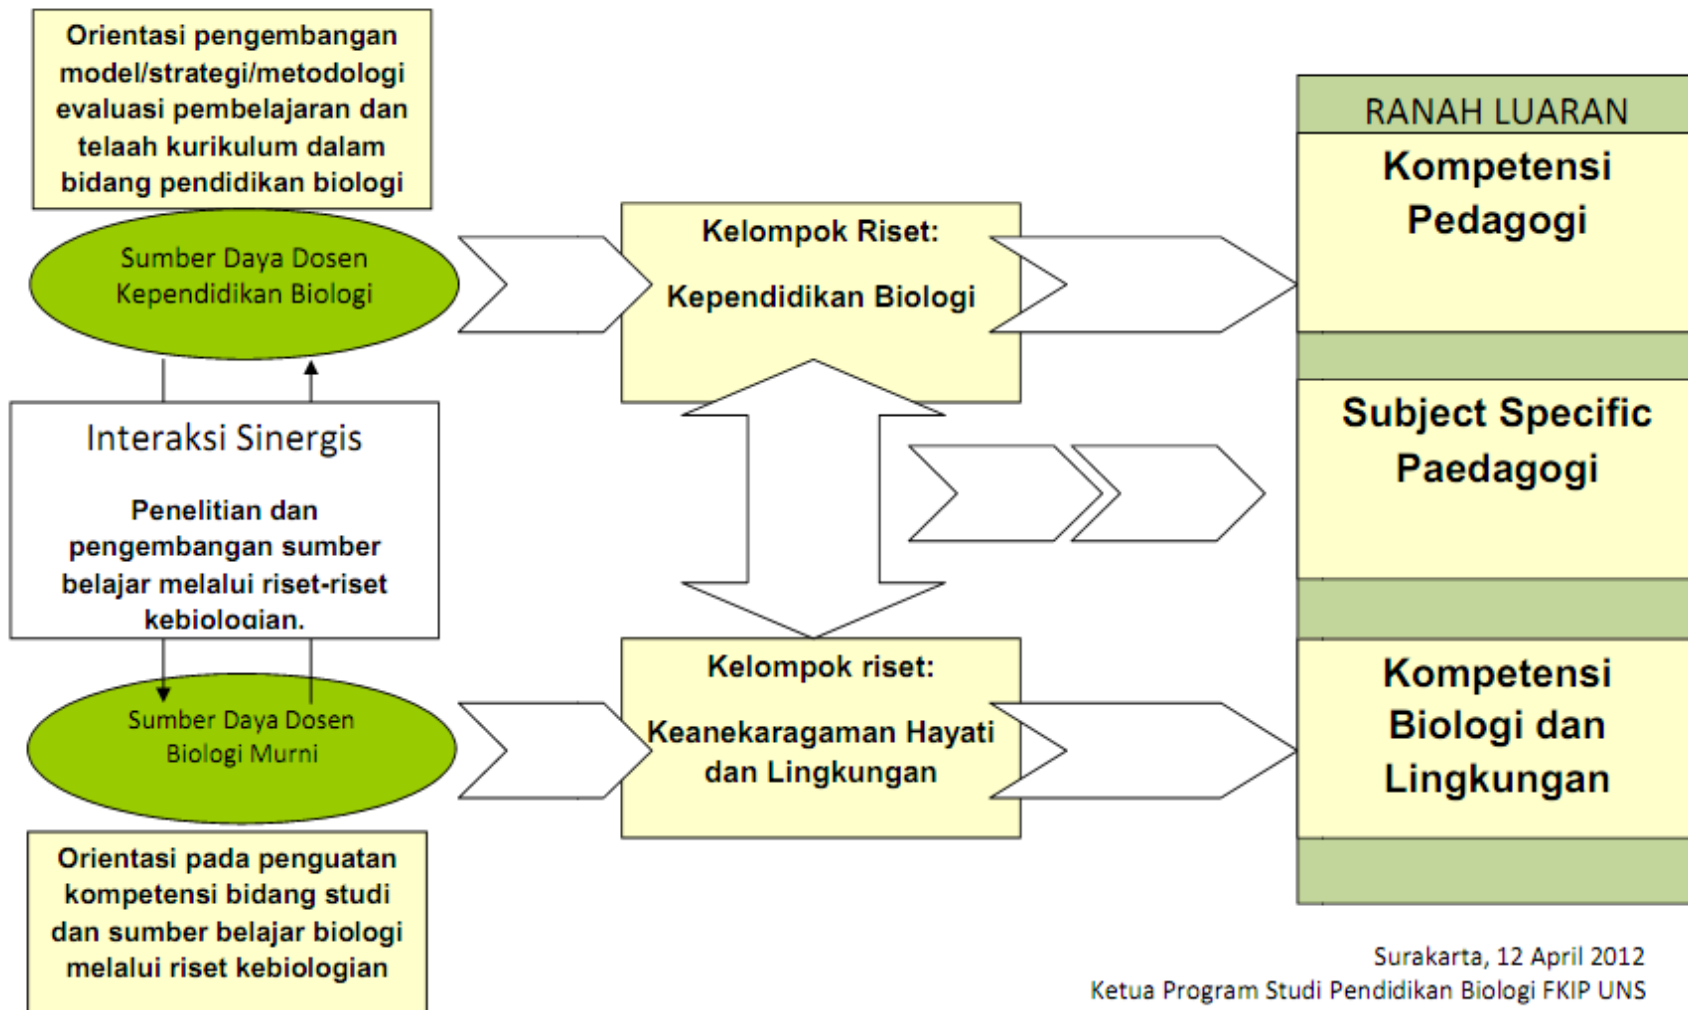 Orientasi pengembangan
model/strategi/metodologi
evaluasi pembelajaran dan
telaah kurikulum dalam
bidang pendidikan biologi
Sumber Daya Dosen
Kependidikan Biologi
Interaksi Sinergis
Penelitian dan
pengembangan sumber
belajar melalui riset-riset
kebiologian.
Sumber Daya Dosen
Biologi Murni
Orientasi pada penguatan
kompetensi bidang studi
dan sumber belajar biologi
melalui riset kebiologian
Kelompok Riset:
Kependidikan Biologi
Kelompok riset:
Keanekaragaman Hayati
dan Lingkungan
RANAH LUARAN
Kompetensi
Pedagogi
Subject Specific
Paedagogi
Kompetensi
Biologi dan
Lingkungan
Surakarta, 12 April 2012
Ketua Program Studi Pendidikan Biologi FKIP UNS